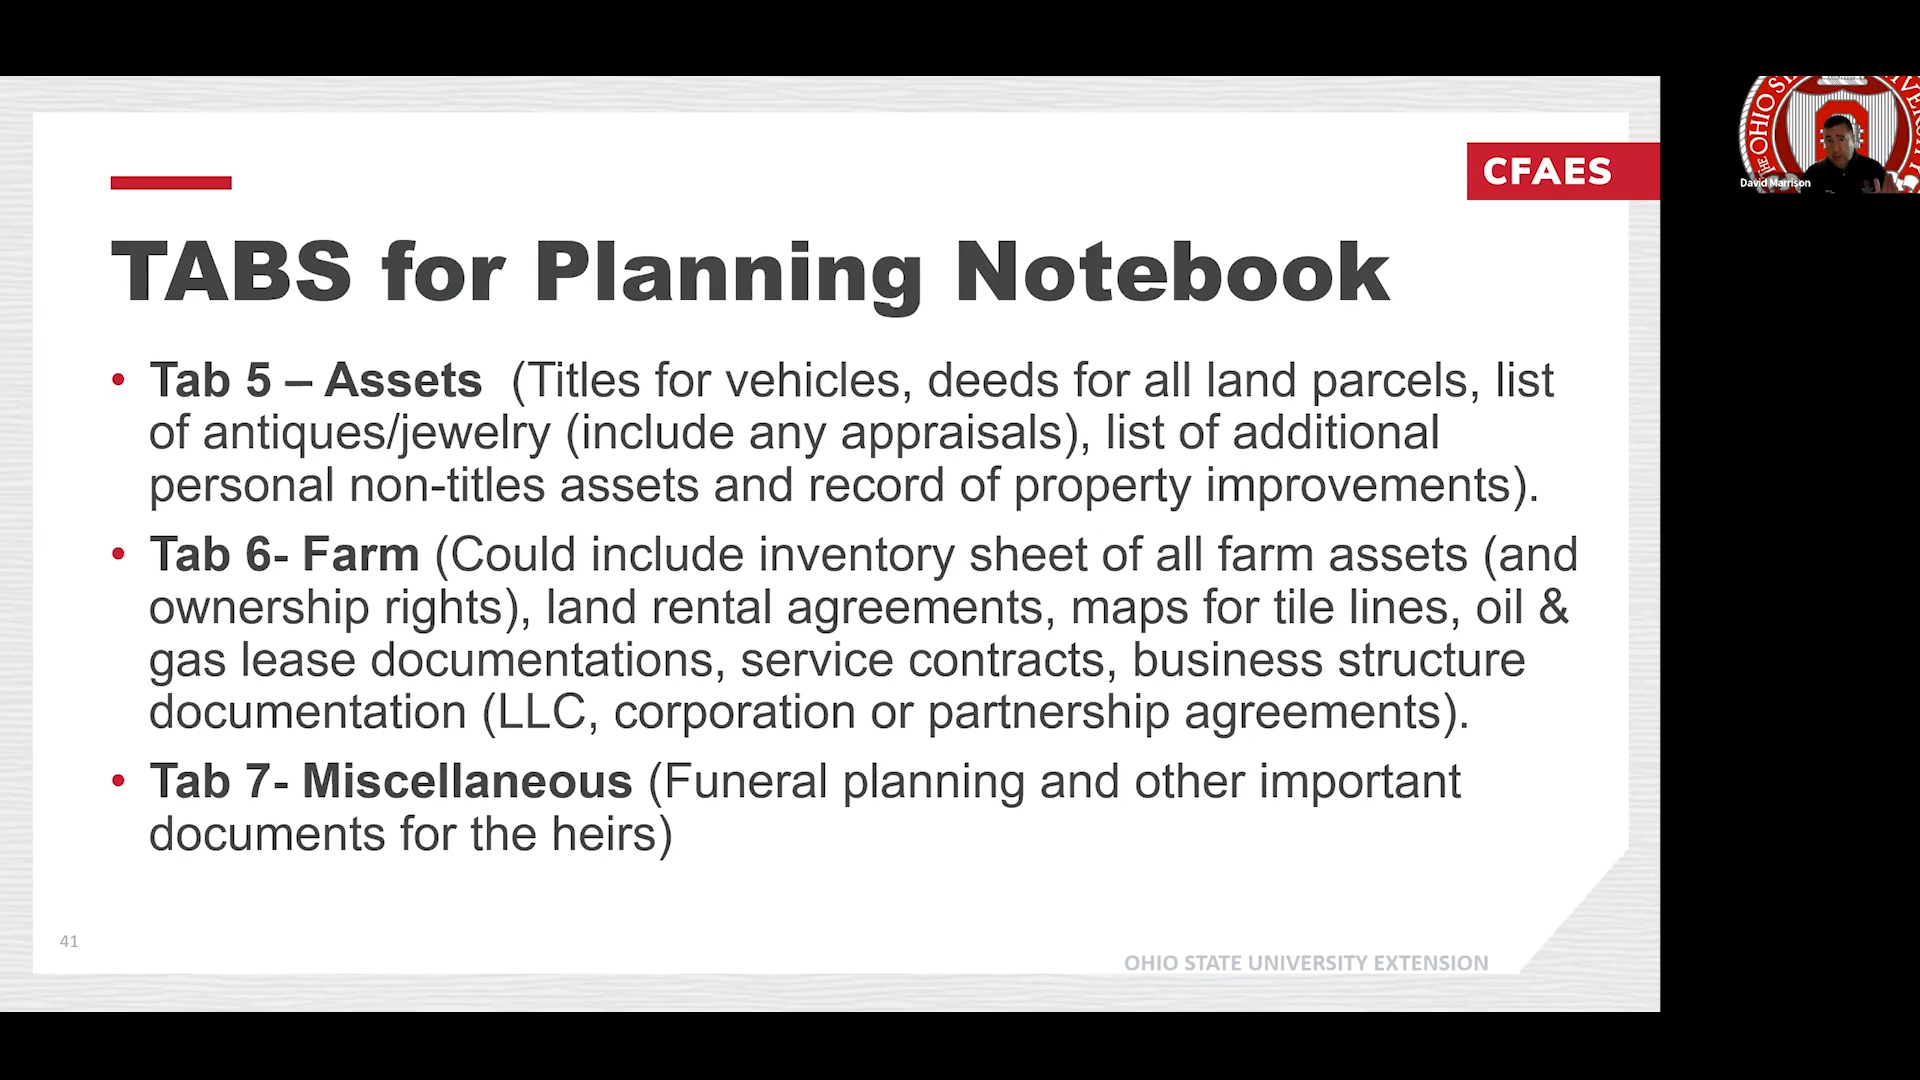 CFAES
TABS for Planning Notebook
• Tab 5 – Assets (Titles for vehicles, deeds for all land parcels, list
of antiques/jewelry (include any appraisals), list of additional
personal non-titles assets and record of property improvements).
• Tab 6- Farm (Could include inventory sheet of all farm assets (and
ownership rights), land rental agreements, maps for tile lines, oil &
gas lease documentations, service contracts, business structure
documentation (LLC, corporation or partnership agreements).
• Tab 7- Miscellaneous (Funeral planning and other important
documents for the heirs)
41
OHIO STATE UNIVERSITY EXTENSION
THE OHIO
David Marrison